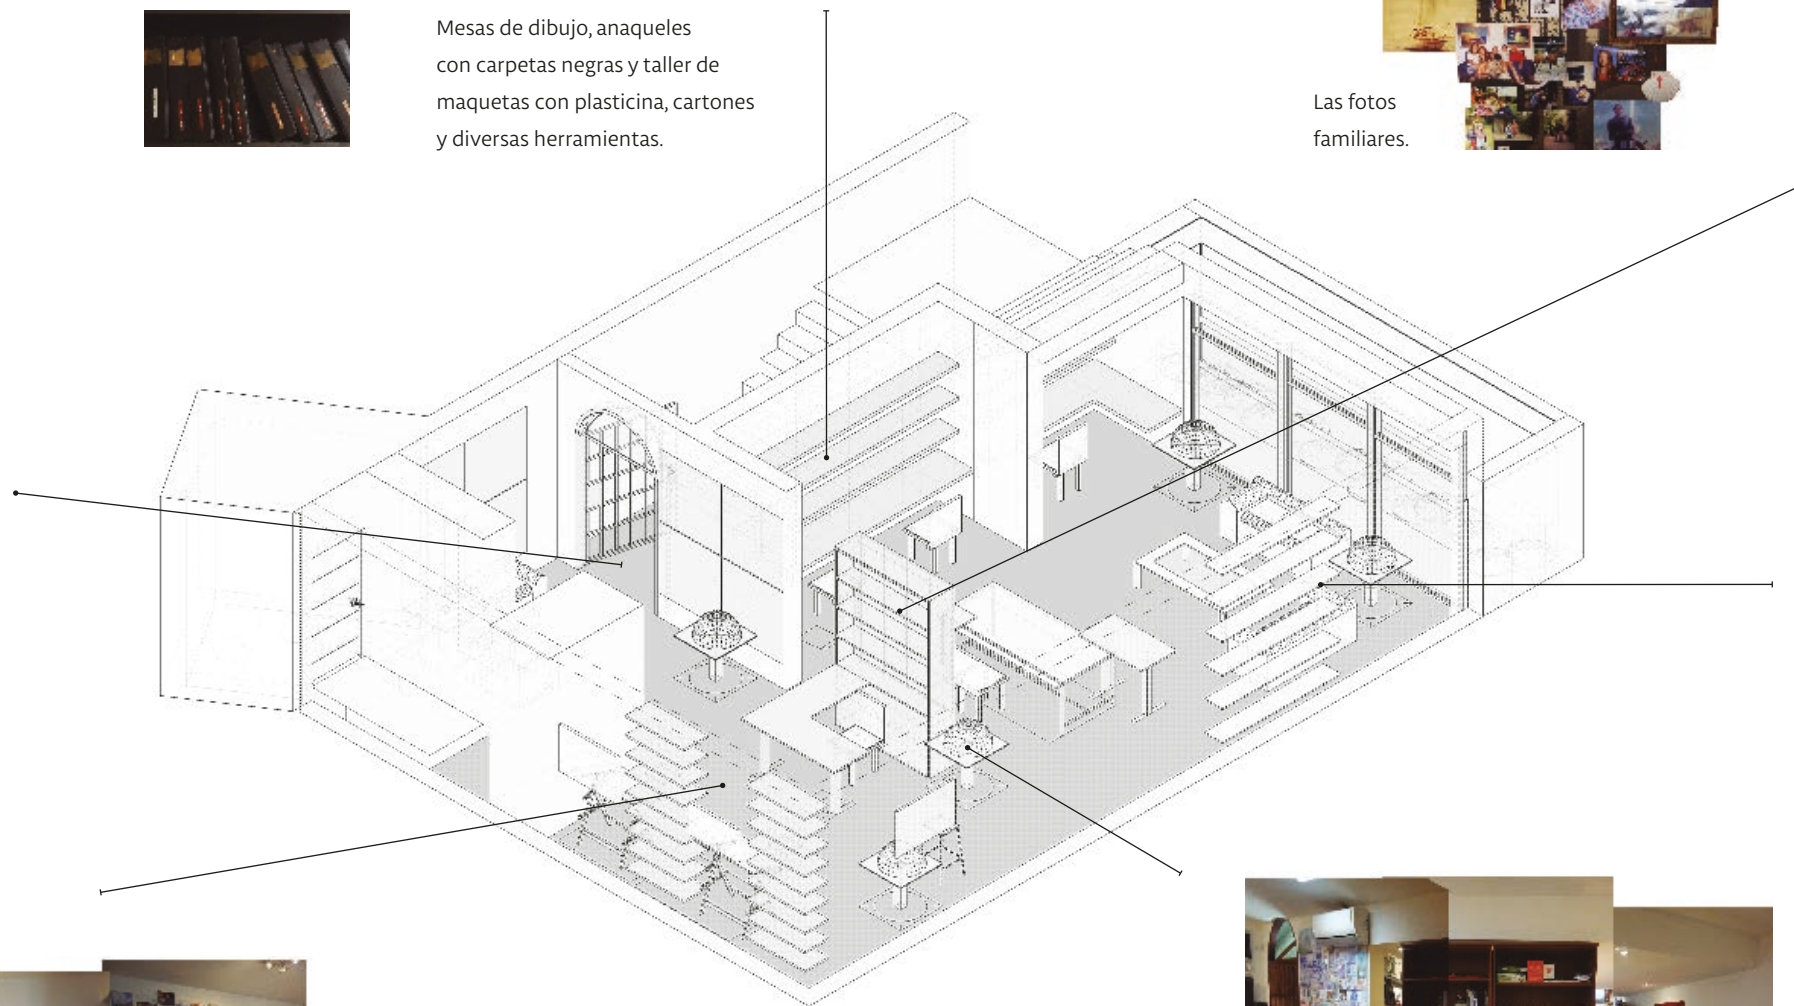 Mesas de dibujo, anaqueles
con carpetas negras y taller de
maquetas con plasticina, cartones
y diversas herramientas.
Las fotos
familiares.